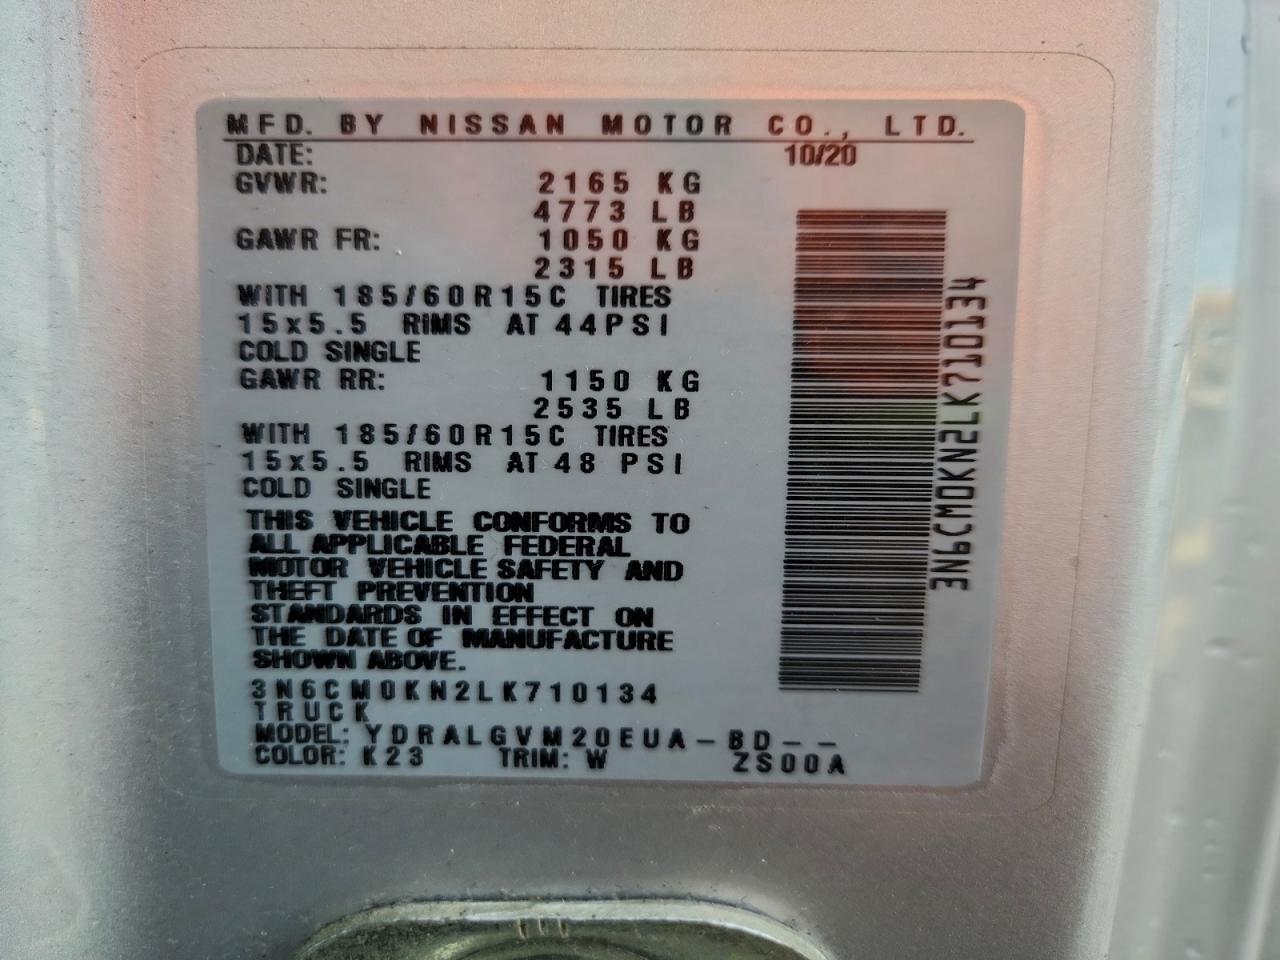 MFD. BY NISSAN MOTOR CO., LTD.
DATE: 10/20
GVWR: 2165 KG
4773 LB
GAWR FR: 1050 KG
2315 LB
WITH 185/60R15C TIRES
15x5.5 RIMS AT 44PSI
COLD SINGLE
GAWR RR: 1150 KG
2535 LB
WITH 185/60R15C TIRES
15x5.5 RIMS AT 48 PSI
COLD SINGLE
THIS VEHICLE CONFORMS TO
ALL APPLICABLE FEDERAL
MOTOR VEHICLE SAFETY AND
THEFT PREVENTION
STANDARDS IN EFFECT ON
THE DATE OF MANUFACTURE
SHOWN ABOVE.
3N6CM0KN2LK710134
TRUCK
MODEL: YDRALGVM20EUA-BD--
COLOR: K23 TRIM: W ZS00A
3N6CM0KN2LK710134